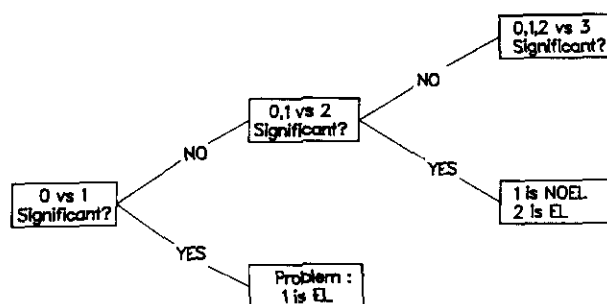 0,1,2 vs 3
Significant?
NO
0,1 vs 2
Significant?
NO
YES
0 vs 1
Significant?
1 is NOEL
2 is EL
YES
Problem :
1 is EL